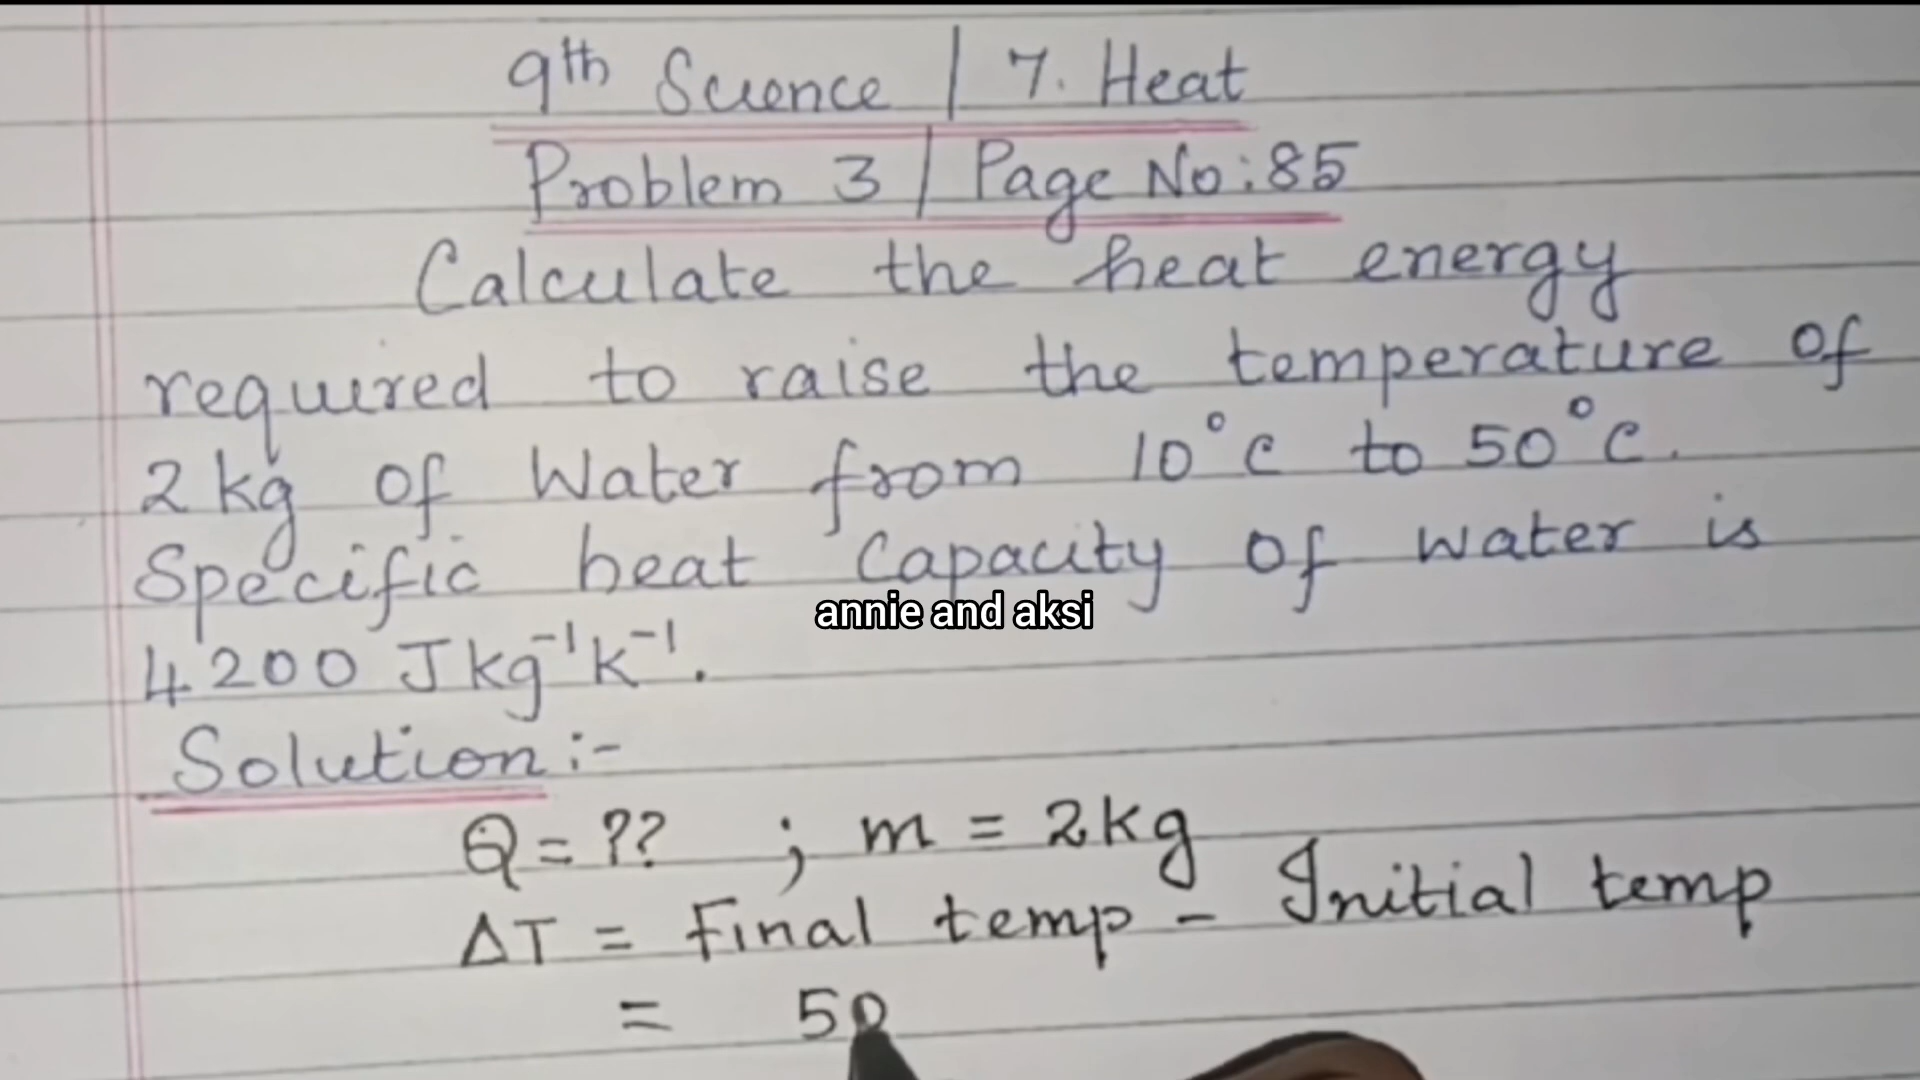 9th Science | 7. Heat
Problem 3 | Page No:85
Calculate the heat energy
required to raise the temperature of
2kg of Water from 10°C to 50°C.
Specific heat Capacity of water is
annie and aksi
4200 Jkg⁻¹K⁻¹.
Solution:-
Q = ?? ; m = 2kg
ΔT = Final temp - Initial temp
= 50